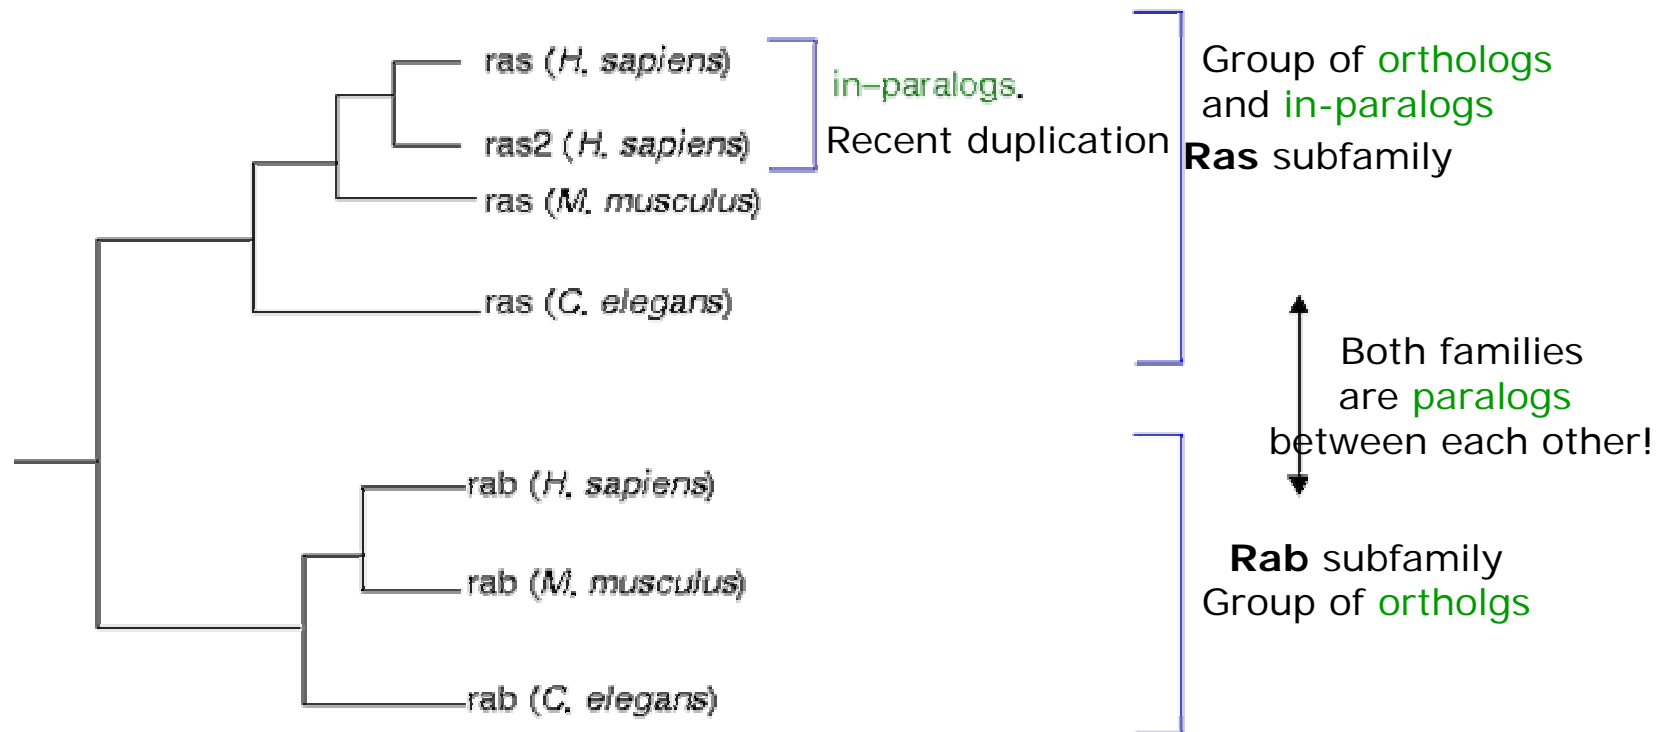 ras (H. sapiens)
ras2 (H. sapiens)
ras (M. musculus)
ras (C. elegans)
in-paralogs.
Recent duplication
Group of orthologs
and in-paralogs
Ras subfamily
Both families
are paralogs
between each other!
rab (H. sapiens)
rab (M. musculus)
rab (C. elegans)
Rab subfamily
Group of ortholgs